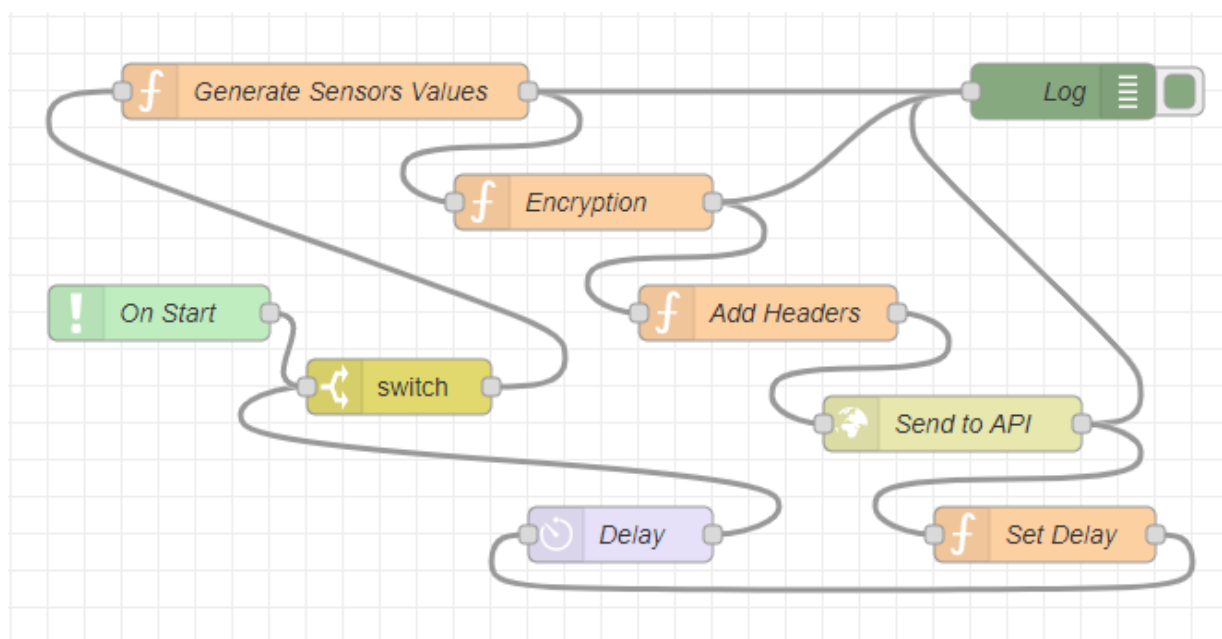 Generate Sensors Values
Log
Encryption
On Start
Add Headers
switch
Send to API
Delay
Set Delay